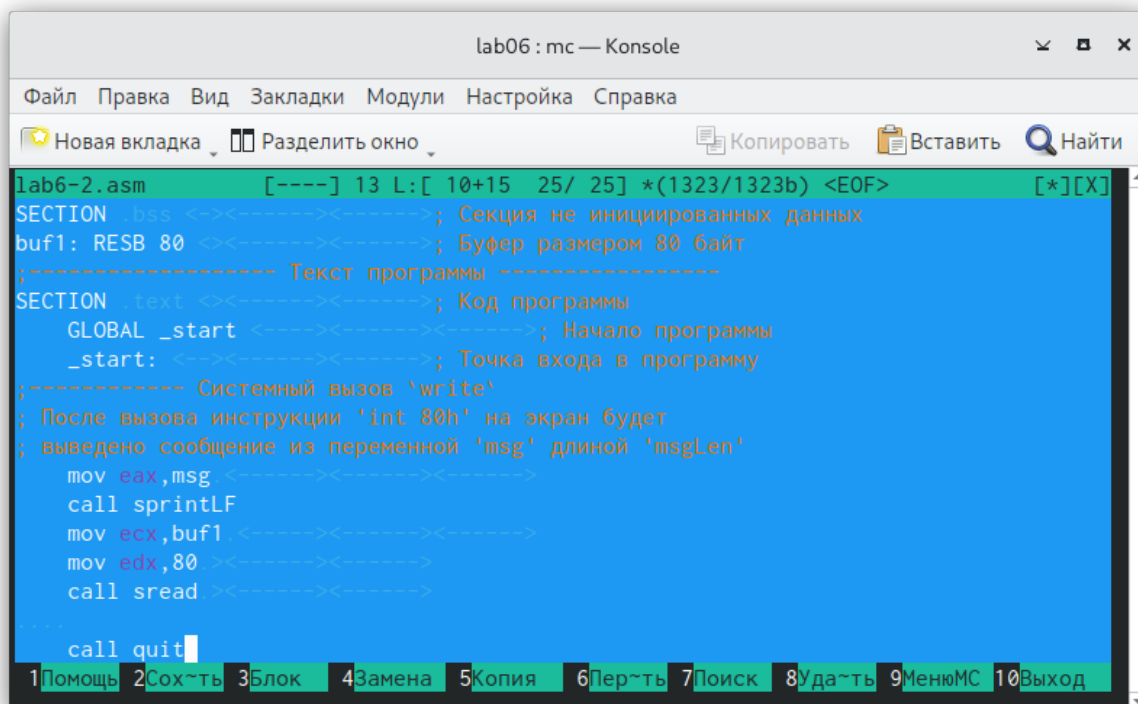 lab06 : mc — Konsole
Файл Правка Вид Закладки Модули Настройка Справка
Новая вкладка Разделить окно Копировать Вставить Найти
lab6-2.asm [----] 13 L:[ 10+15 25/ 25] *(1323/1323b) <EOF> [*][X]
SECTION .bss <-><------><------>; Секция не инициированных данных
buf1: RESB 80 <><------><------>; Буфер размером 80 байт
;------------------- Текст программы -----------------
SECTION .text <><------><------>; Код программы
GLOBAL _start <----><------><------>; Начало программы
_start: <--><------><------>; Точка входа в программу
;------------ Системный вызов `write`
; После вызова инструкции 'int 80h' на экран будет
; выведено сообщение из переменной 'msg' длиной 'msgLen'
mov eax,msg.<------><------><------>
call sprintLF
mov ecx,buf1.<------><------><------>
mov edx,80.><------><------>
call sread.><------><------>
....
call quit
1Помощь 2Сох~ть 3Блок 4Замена 5Копия 6Пер~ть 7Поиск 8Уда~ть 9МенюМС 10Выход